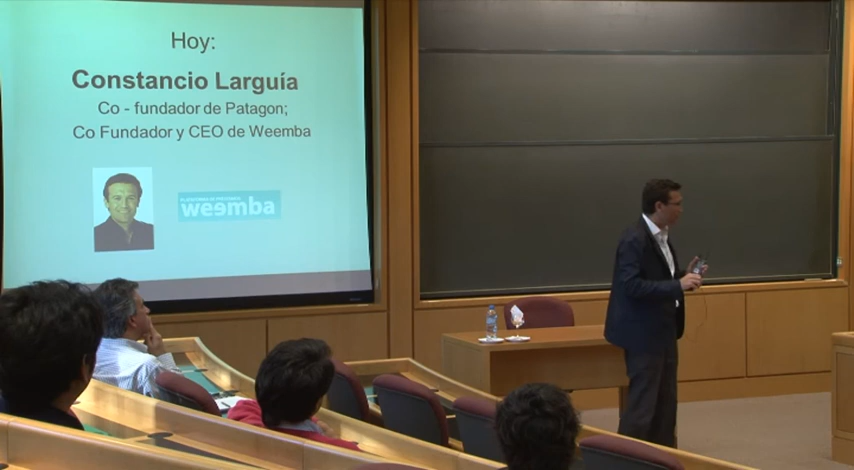 Hoy:
Constancio Larguía
Co - fundador de Patagon;
Co Fundador y CEO de Weemba
weemba